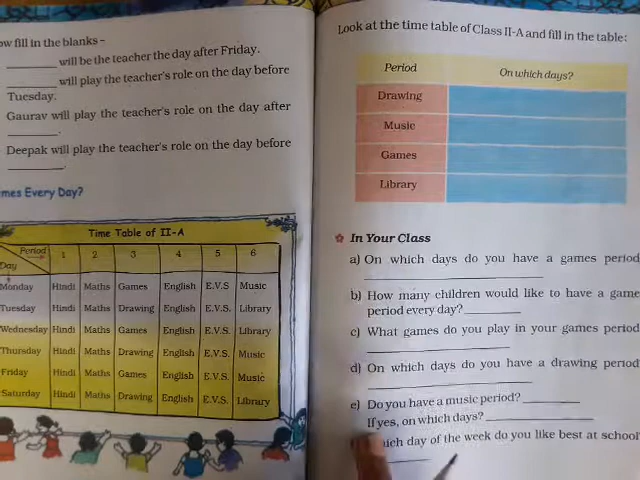 ow fill in the blanks –
________ will be the teacher the day after Friday.
________ will play the teacher's role on the day before
Tuesday.
Gaurav will play the teacher's role on the day after
________.
Deepak will play the teacher's role on the day before
________.
mes Every Day?
Time Table of II-A
Period 1 2 3 4 5 6
Day
Monday Hindi Maths Games English E.V.S Music
Tuesday Hindi Maths Drawing English E.V.S. Library
Wednesday Hindi Maths Games English E.V.S. Library
Thursday Hindi Maths Drawing English E.V.S. Music
Friday Hindi Maths Games English E.V.S. Music
Saturday Hindi Maths Drawing English E.V.S. Library
Look at the time table of Class II-A and fill in the table:
Period On which days?
Drawing
Music
Games
Library
In Your Class
a) On which days do you have a games period
b) How many children would like to have a game
period every day? ________
c) What games do you play in your games period
d) On which days do you have a drawing period
e) Do you have a music period? ________
If yes, on which days? ________
ich day of the week do you like best at school